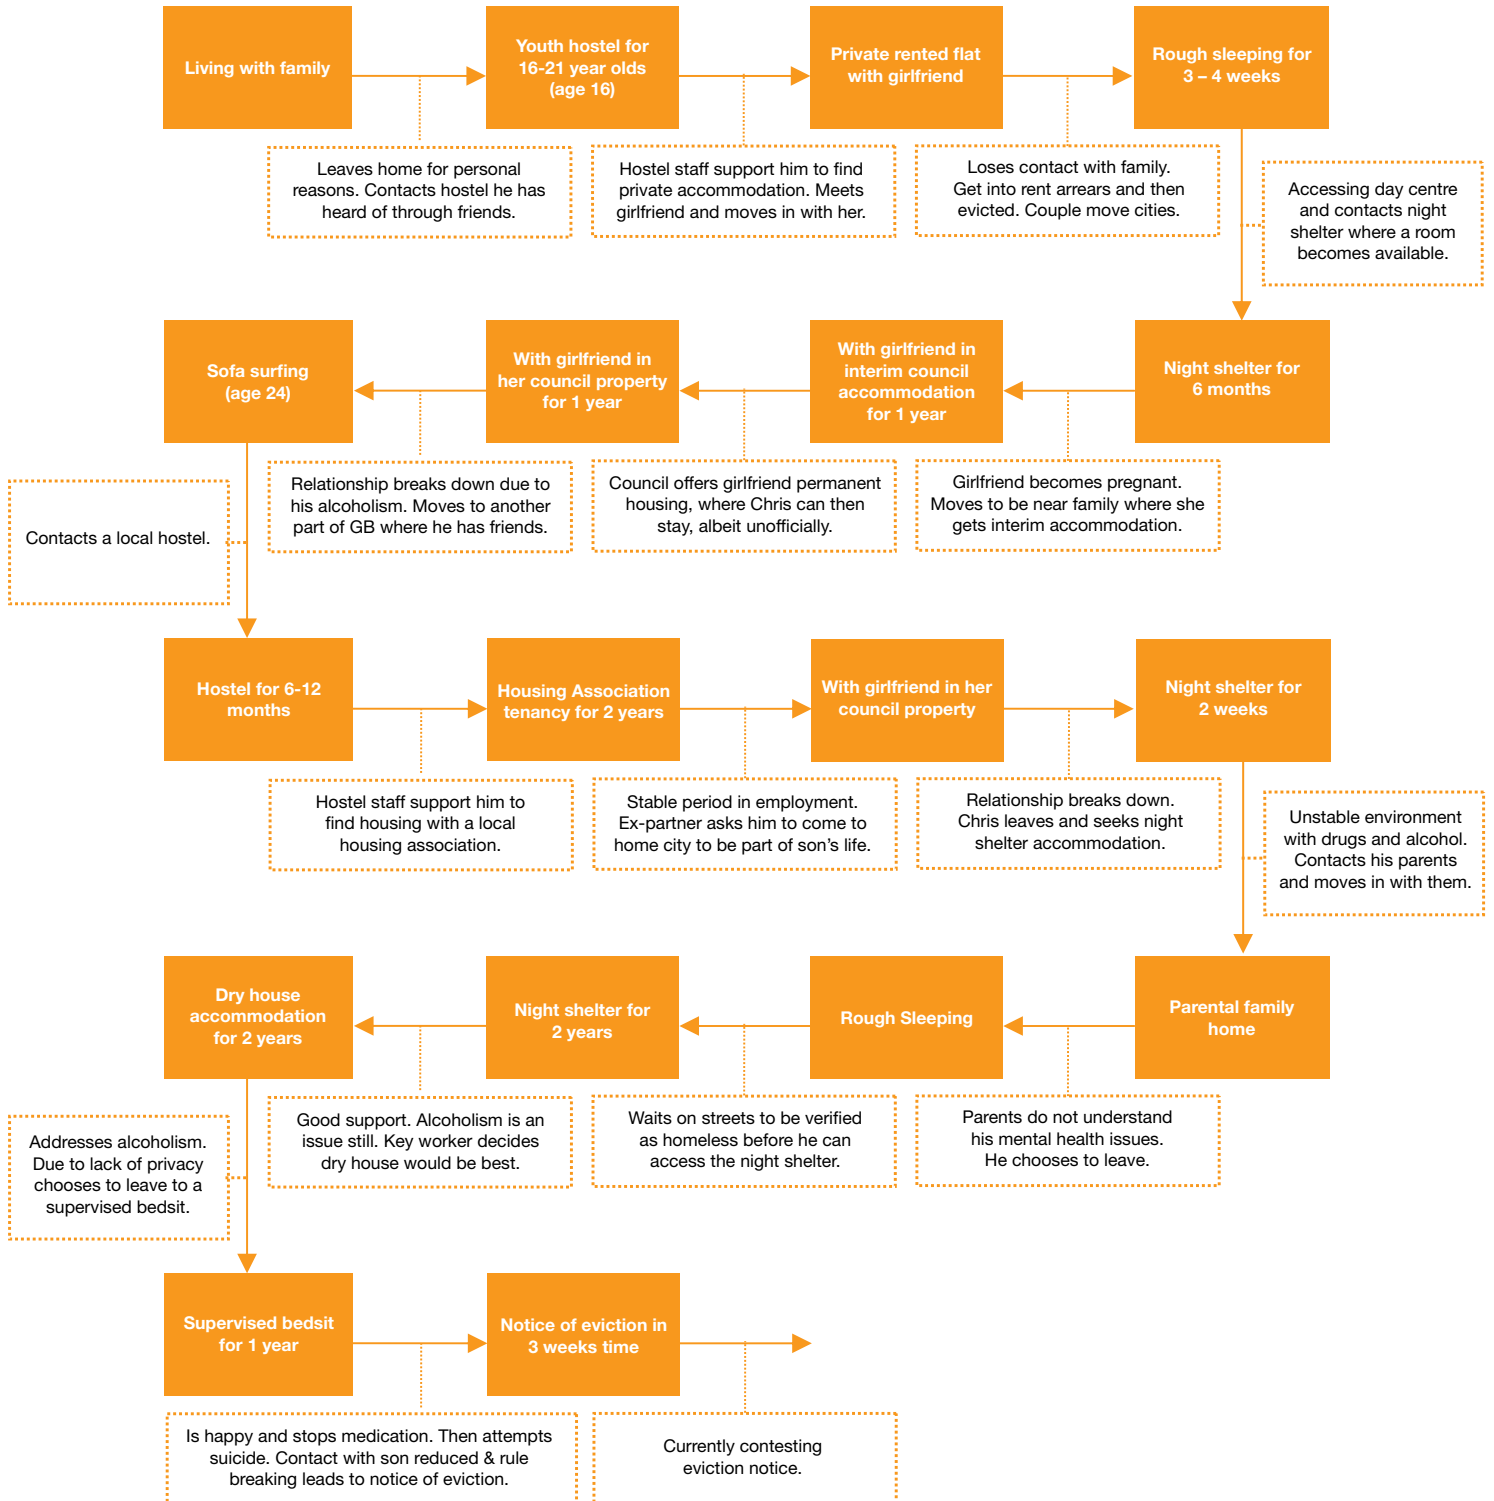 Living with family
Youth hostel for
16-21 year olds
(age 16)
Private rented flat
with girlfriend
Rough sleeping for
3 – 4 weeks
Leaves home for personal
reasons. Contacts hostel he has
heard of through friends.
Hostel staff support him to find
private accommodation. Meets
girlfriend and moves in with her.
Loses contact with family.
Get into rent arrears and then
evicted. Couple move cities.
Accessing day centre
and contacts night
shelter where a room
becomes available.
Night shelter for
6 months
With girlfriend in
interim council
accommodation
for 1 year
With girlfriend in
her council property
for 1 year
Sofa surfing
(age 24)
Girlfriend becomes pregnant.
Moves to be near family where she
gets interim accommodation.
Council offers girlfriend permanent
housing, where Chris can then
stay, albeit unofficially.
Relationship breaks down due to
his alcoholism. Moves to another
part of GB where he has friends.
Contacts a local hostel.
Hostel for 6-12
months
Housing Association
tenancy for 2 years
With girlfriend in her
council property
Night shelter for
2 weeks
Hostel staff support him to
find housing with a local
housing association.
Stable period in employment.
Ex-partner asks him to come to
home city to be part of son’s life.
Relationship breaks down.
Chris leaves and seeks night
shelter accommodation.
Unstable environment
with drugs and alcohol.
Contacts his parents
and moves in with them.
Parental family
home
Rough Sleeping
Night shelter for
2 years
Dry house
accommodation
for 2 years
Parents do not understand
his mental health issues.
He chooses to leave.
Waits on streets to be verified
as homeless before he can
access the night shelter.
Good support. Alcoholism is an
issue still. Key worker decides
dry house would be best.
Addresses alcoholism.
Due to lack of privacy
chooses to leave to a
supervised bedsit.
Supervised bedsit
for 1 year
Notice of eviction in
3 weeks time
Is happy and stops medication. Then attempts
suicide. Contact with son reduced & rule
breaking leads to notice of eviction.
Currently contesting
eviction notice.